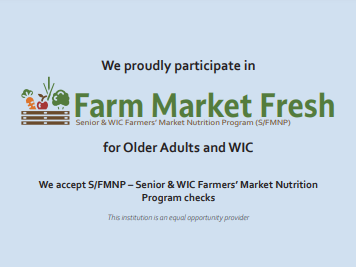 We proudly participate in
Farm Market Fresh
Senior & WIC Farmers' Market Nutrition Program (S/FMNP)
for Older Adults and WIC
We accept S/FMNP – Senior & WIC Farmers' Market Nutrition
Program checks
This institution is an equal opportunity provider